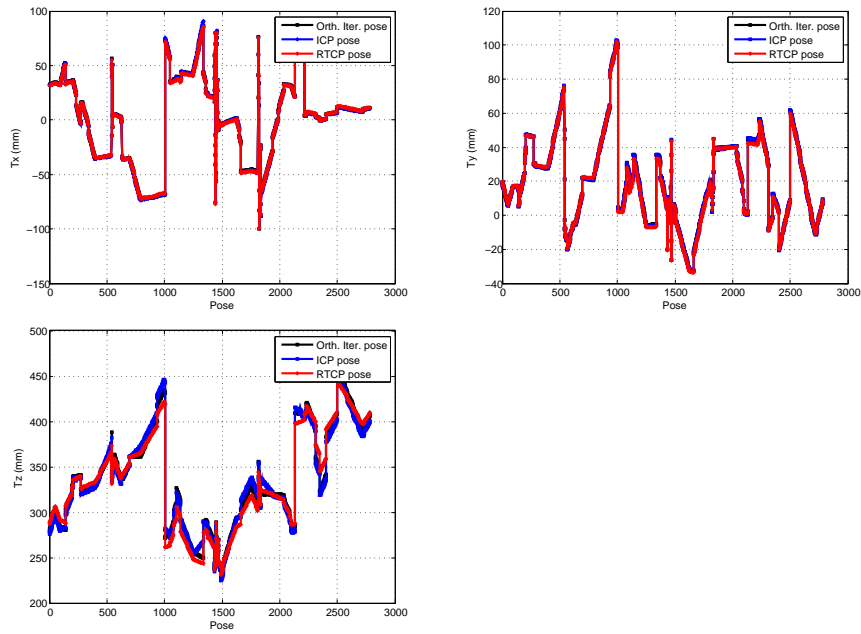 100
50
0
−50
−100
−150
Tx (mm)
0 500 1000 1500 2000 2500 3000
Pose
Orth. Iter. pose
ICP pose
RTCP pose
120
100
80
60
40
20
0
−20
−40
Ty (mm)
0 500 1000 1500 2000 2500 3000
Pose
Orth. Iter. pose
ICP pose
RTCP pose
500
450
400
350
300
250
200
Tz (mm)
0 500 1000 1500 2000 2500 3000
Pose
Orth. Iter. pose
ICP pose
RTCP pose